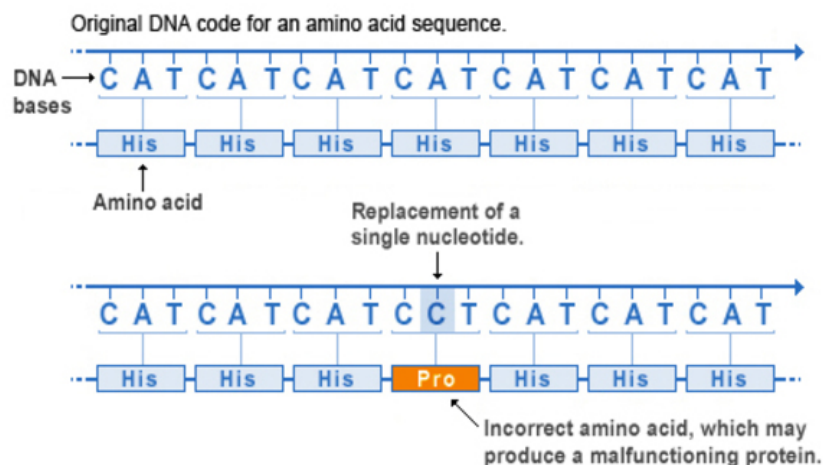 Original DNA code for an amino acid sequence.
DNA bases
C A T C A T C A T C A T C A T C A T C A T
His His His His His His His
Amino acid
Replacement of a
single nucleotide.
C A T C A T C A T C C T C A T C A T C A T
His His His Pro His His His
Incorrect amino acid, which may
produce a malfunctioning protein.